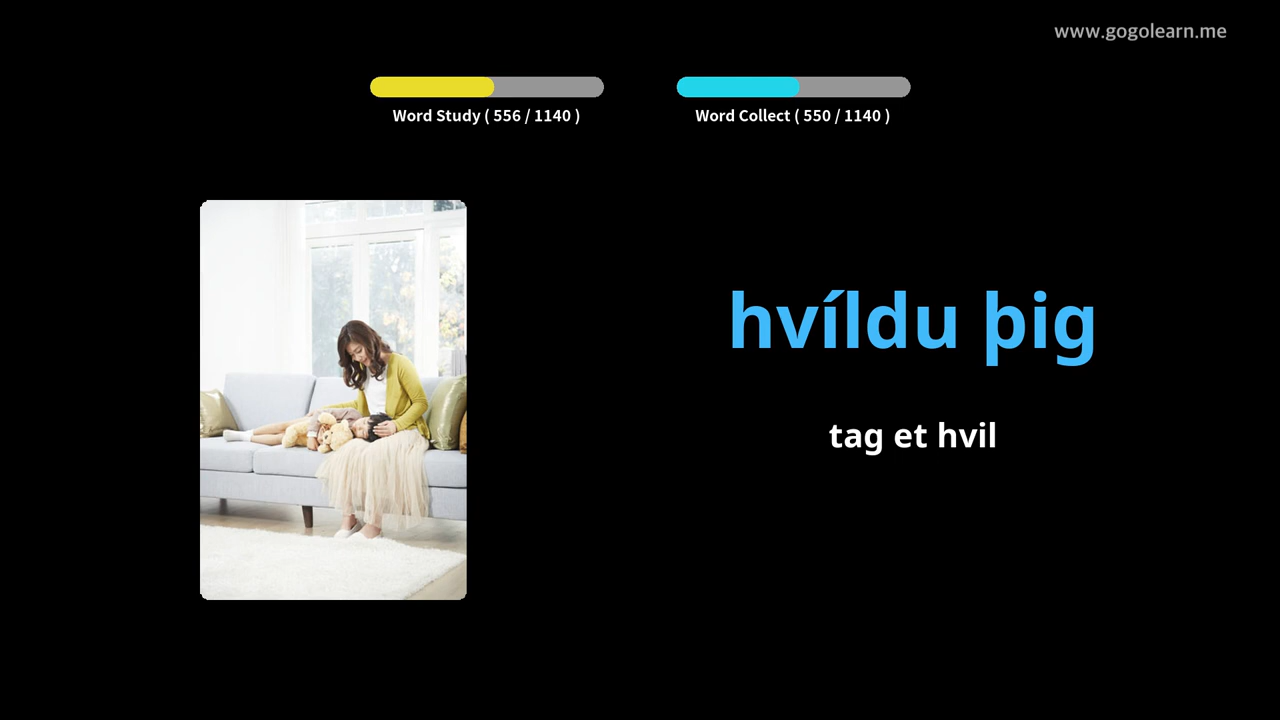 www.gogolearn.me
Word Study ( 556 / 1140 )
Word Collect ( 550 / 1140 )
hvíldu þig
tag et hvil